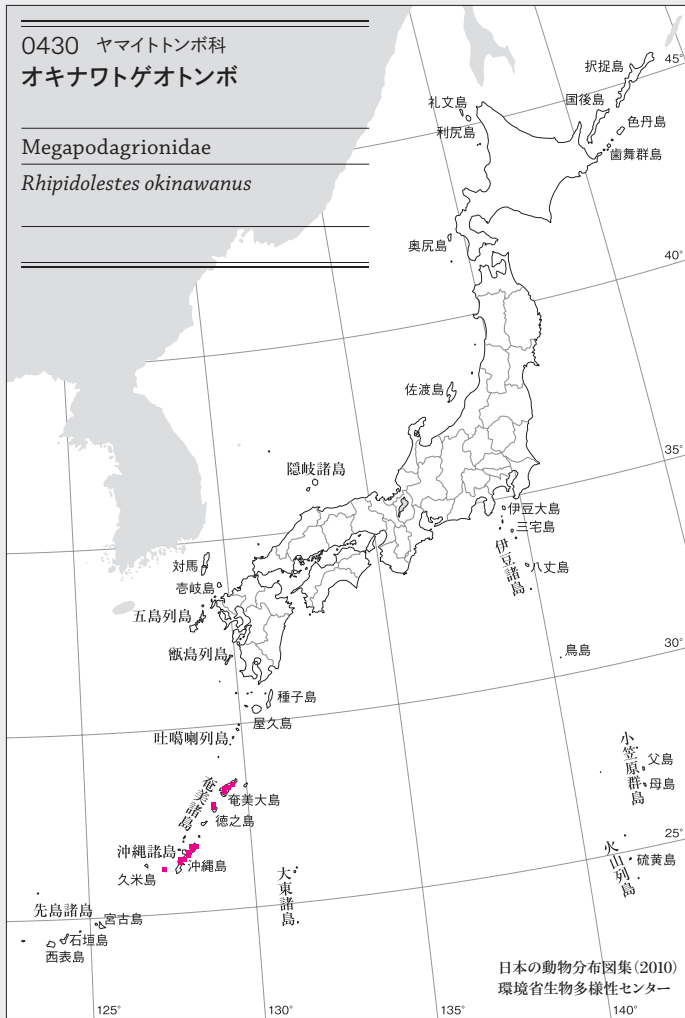 0430 ヤマイトトンボ科
オキナワトゲオトンボ
Megapodagrionidae
Rhipidolestes okinawanus
45°
択捉島
国後島
礼文島
色丹島
利尻島
歯舞群島
奥尻島
40°
佐渡島
35°
隠岐諸島
伊豆大島
三宅島
伊豆諸島
八丈島
対馬
壱岐島
五島列島
甑島列島
鳥島
30°
種子島
屋久島
吐噶喇列島
小笠原群島
父島
母島
奄美諸島
奄美大島
徳之島
25°
沖縄諸島
沖縄島
久米島
大東諸島
火山列島
硫黄島
先島諸島
宮古島
石垣島
西表島
日本の動物分布図集(2010)
環境省生物多様性センター
125°
130°
135°
140°